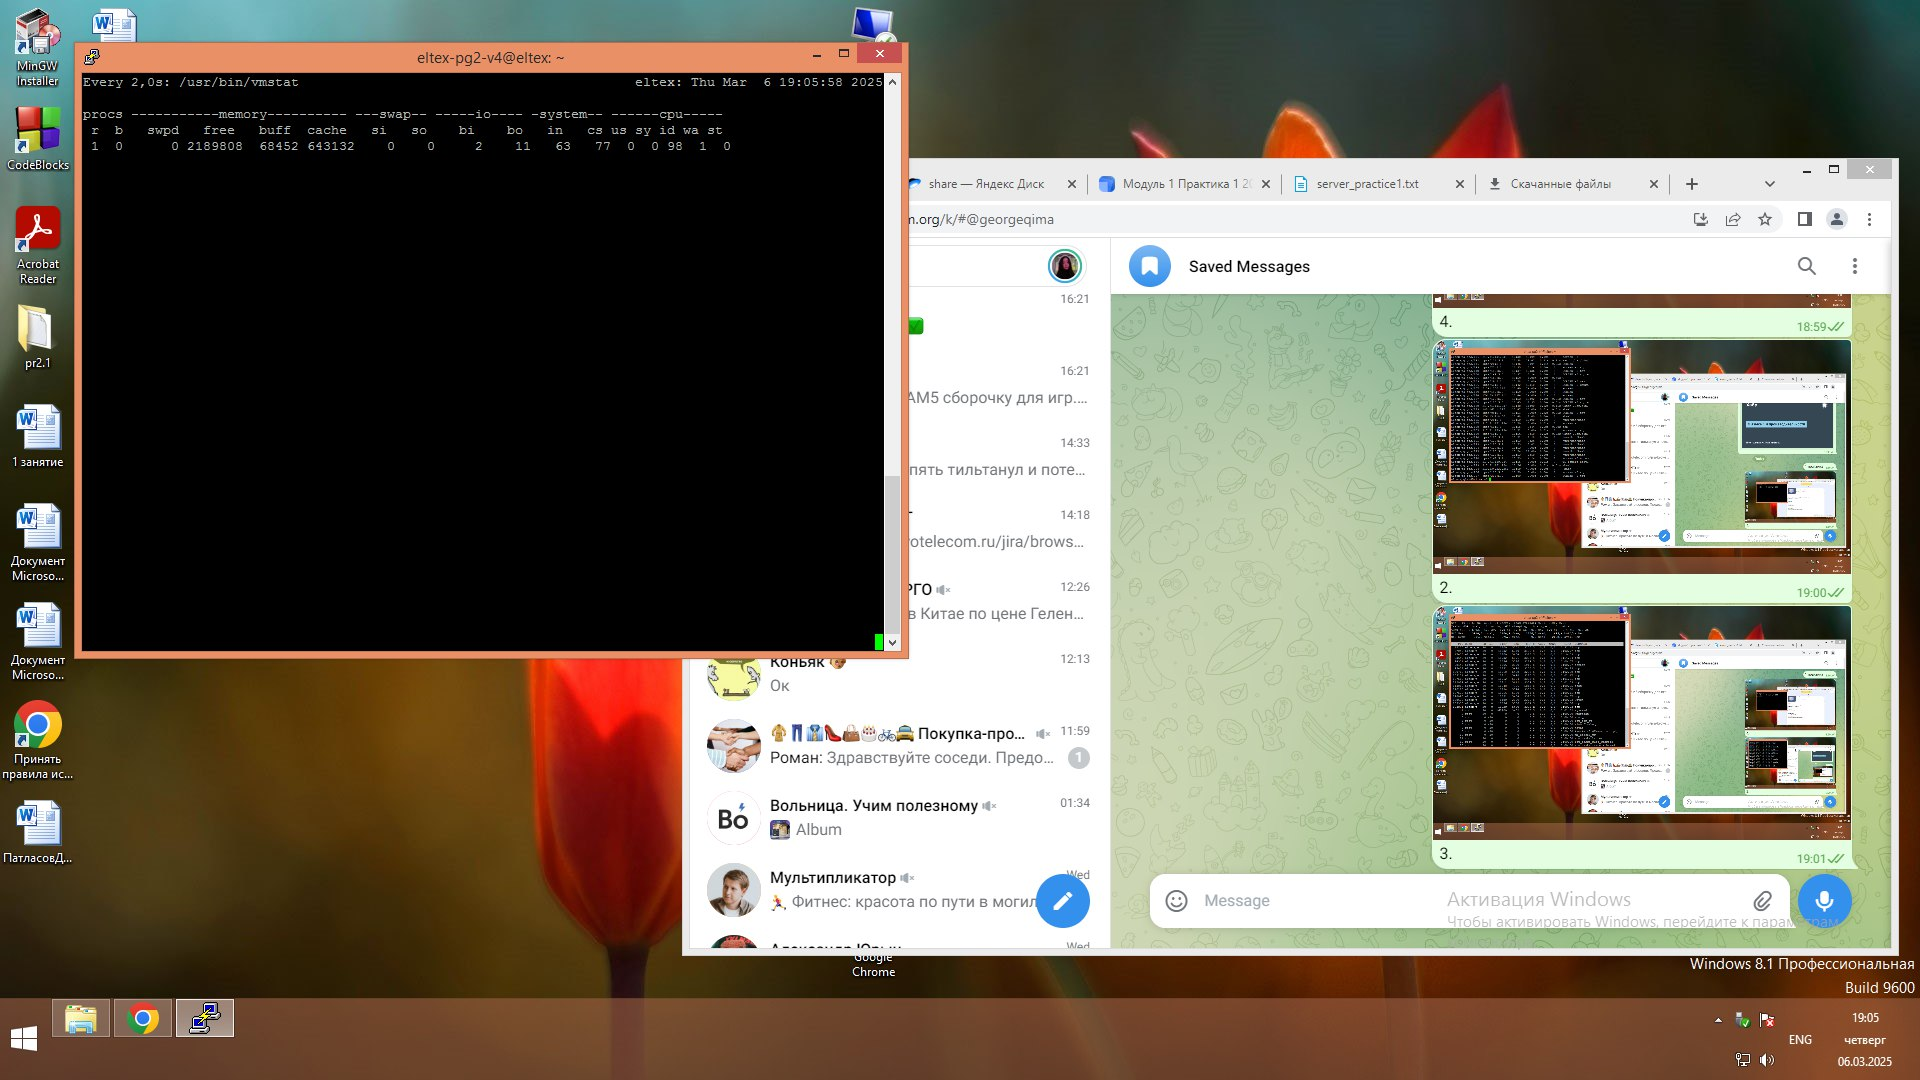 MinGW
Installer
CodeBlocks
Acrobat
Reader
pr2.1
1 занятие
Документ
Microso...
Документ
Microso...
Принять
правила ис...
ПатласовД...
eltex-pg2-v4@eltex: ~
Every 2,0s: /usr/bin/vmstat eltex: Thu Mar 6 19:05:58 2025
procs -----------memory---------- ---swap-- -----io---- -system-- ------cpu-----
r b swpd free buff cache si so bi bo in cs us sy id wa st
1 0 0 2189808 68452 643132 0 0 2 11 63 77 0 0 98 1 0
share — Яндекс Диск
Модуль 1 Практика 1 20
server_practice1.txt
Скачанные файлы
m.org/k/#@georgeqima
16:21
16:21
AM5 сборочку для игр....
14:33
пять тильтанул и поте...
14:18
rotelecom.ru/jira/brows...
РГО 12:26
в Китае по цене Гелен...
Коньяк 12:13
Ок
Покупка-про... 11:59
Роман: Здравствуйте соседи. Предо... 1
Вольница. Учим полезному 01:34
Album
Мультипликатор Wed
Фитнес: красота по пути в могил
Александр Юрьич Wed
Saved Messages
4.
18:59
2.
19:00
3.
19:01
Message
Активация Windows
Чтобы активировать Windows, перейдите к параметрам
Google
Chrome
Windows 8.1 Профессиональная
Build 9600
ENG
19:05
четверг
06.03.2025